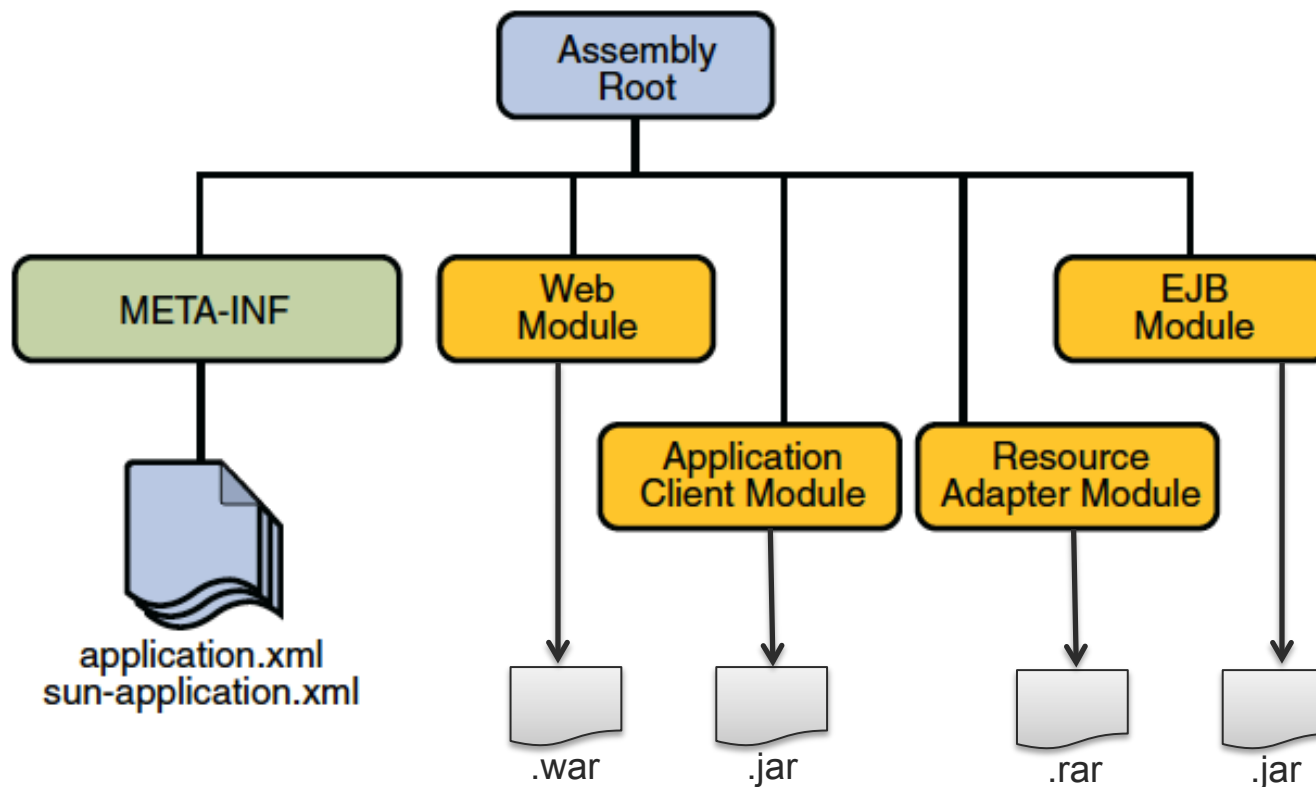 Assembly
Root
META-INF
Web
Module
EJB
Module
Application
Client Module
Resource
Adapter Module
application.xml
sun-application.xml
.war
.jar
.rar
.jar